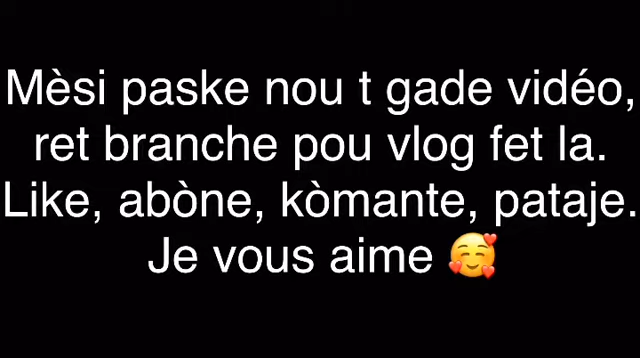 Mèsi paske nou t gade vidéo,
ret branche pou vlog fet la.
Like, abòne, kòmante, pataje.
Je vous aime 🥰